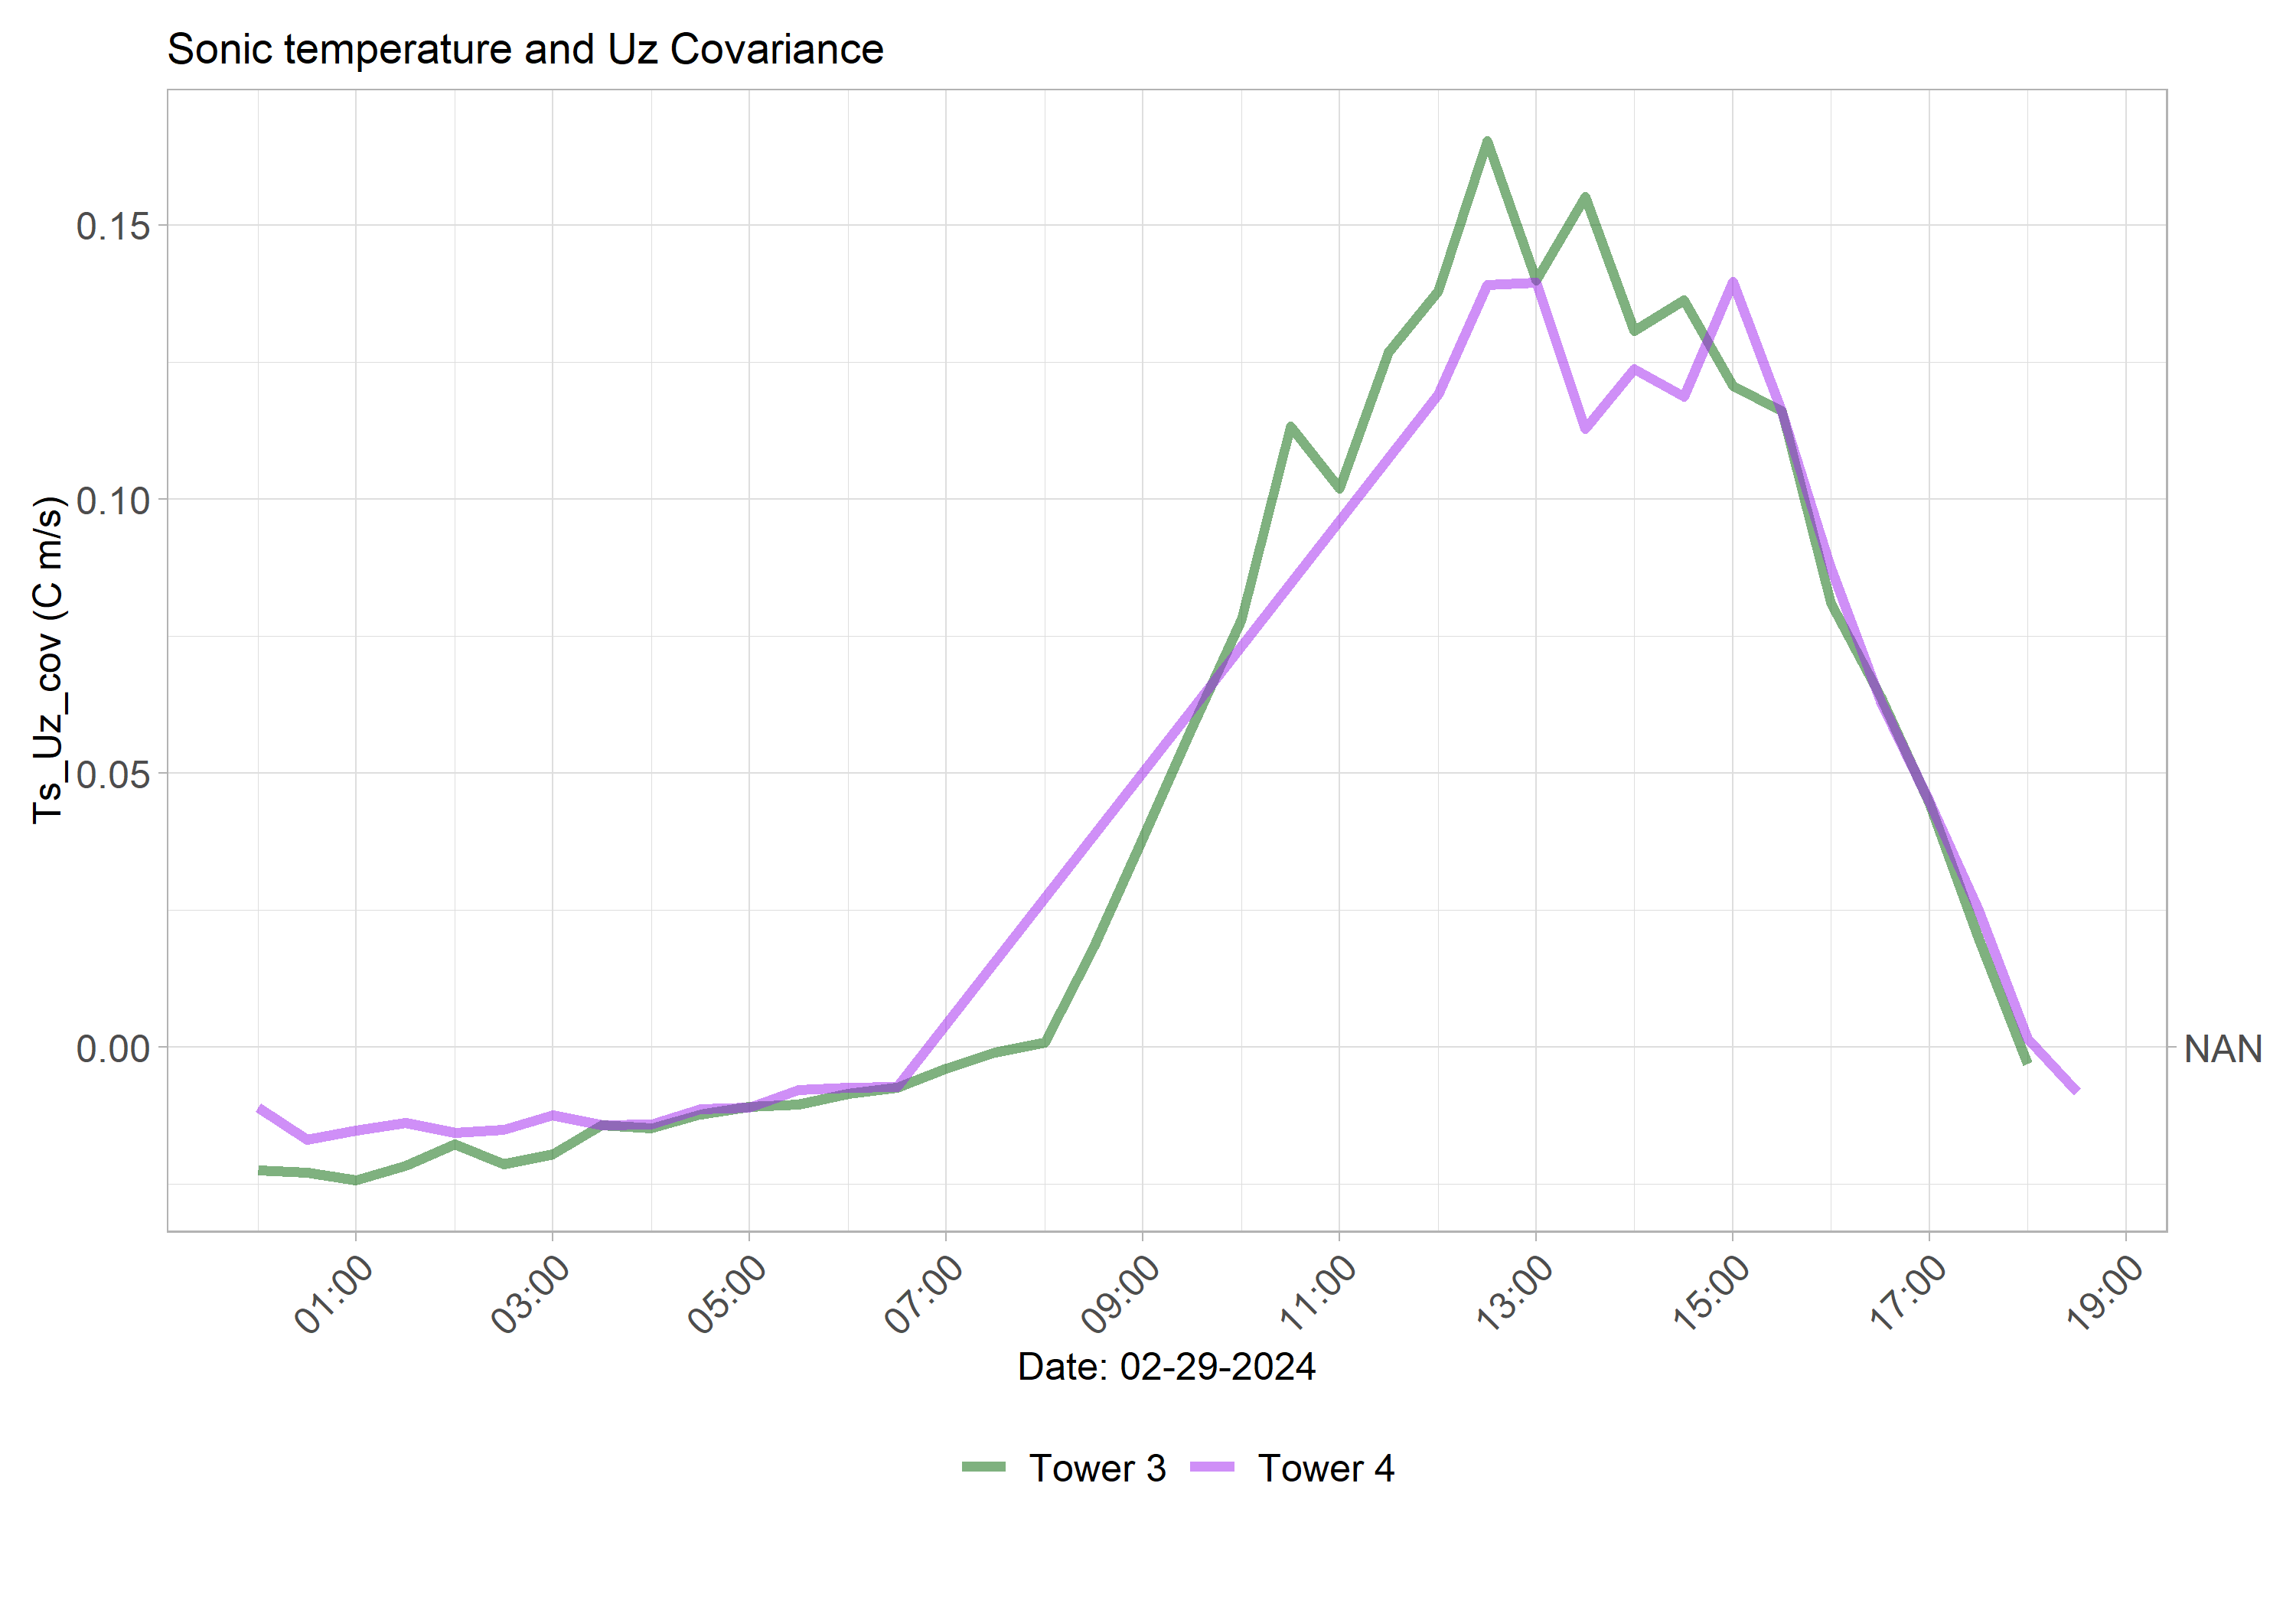 Sonic temperature and Uz Covariance
Ts_Uz_cov (C m/s)
0.15
0.10
0.05
0.00
NAN
01:00
03:00
05:00
07:00
09:00
11:00
13:00
15:00
17:00
19:00
Date: 02-29-2024
Tower 3
Tower 4